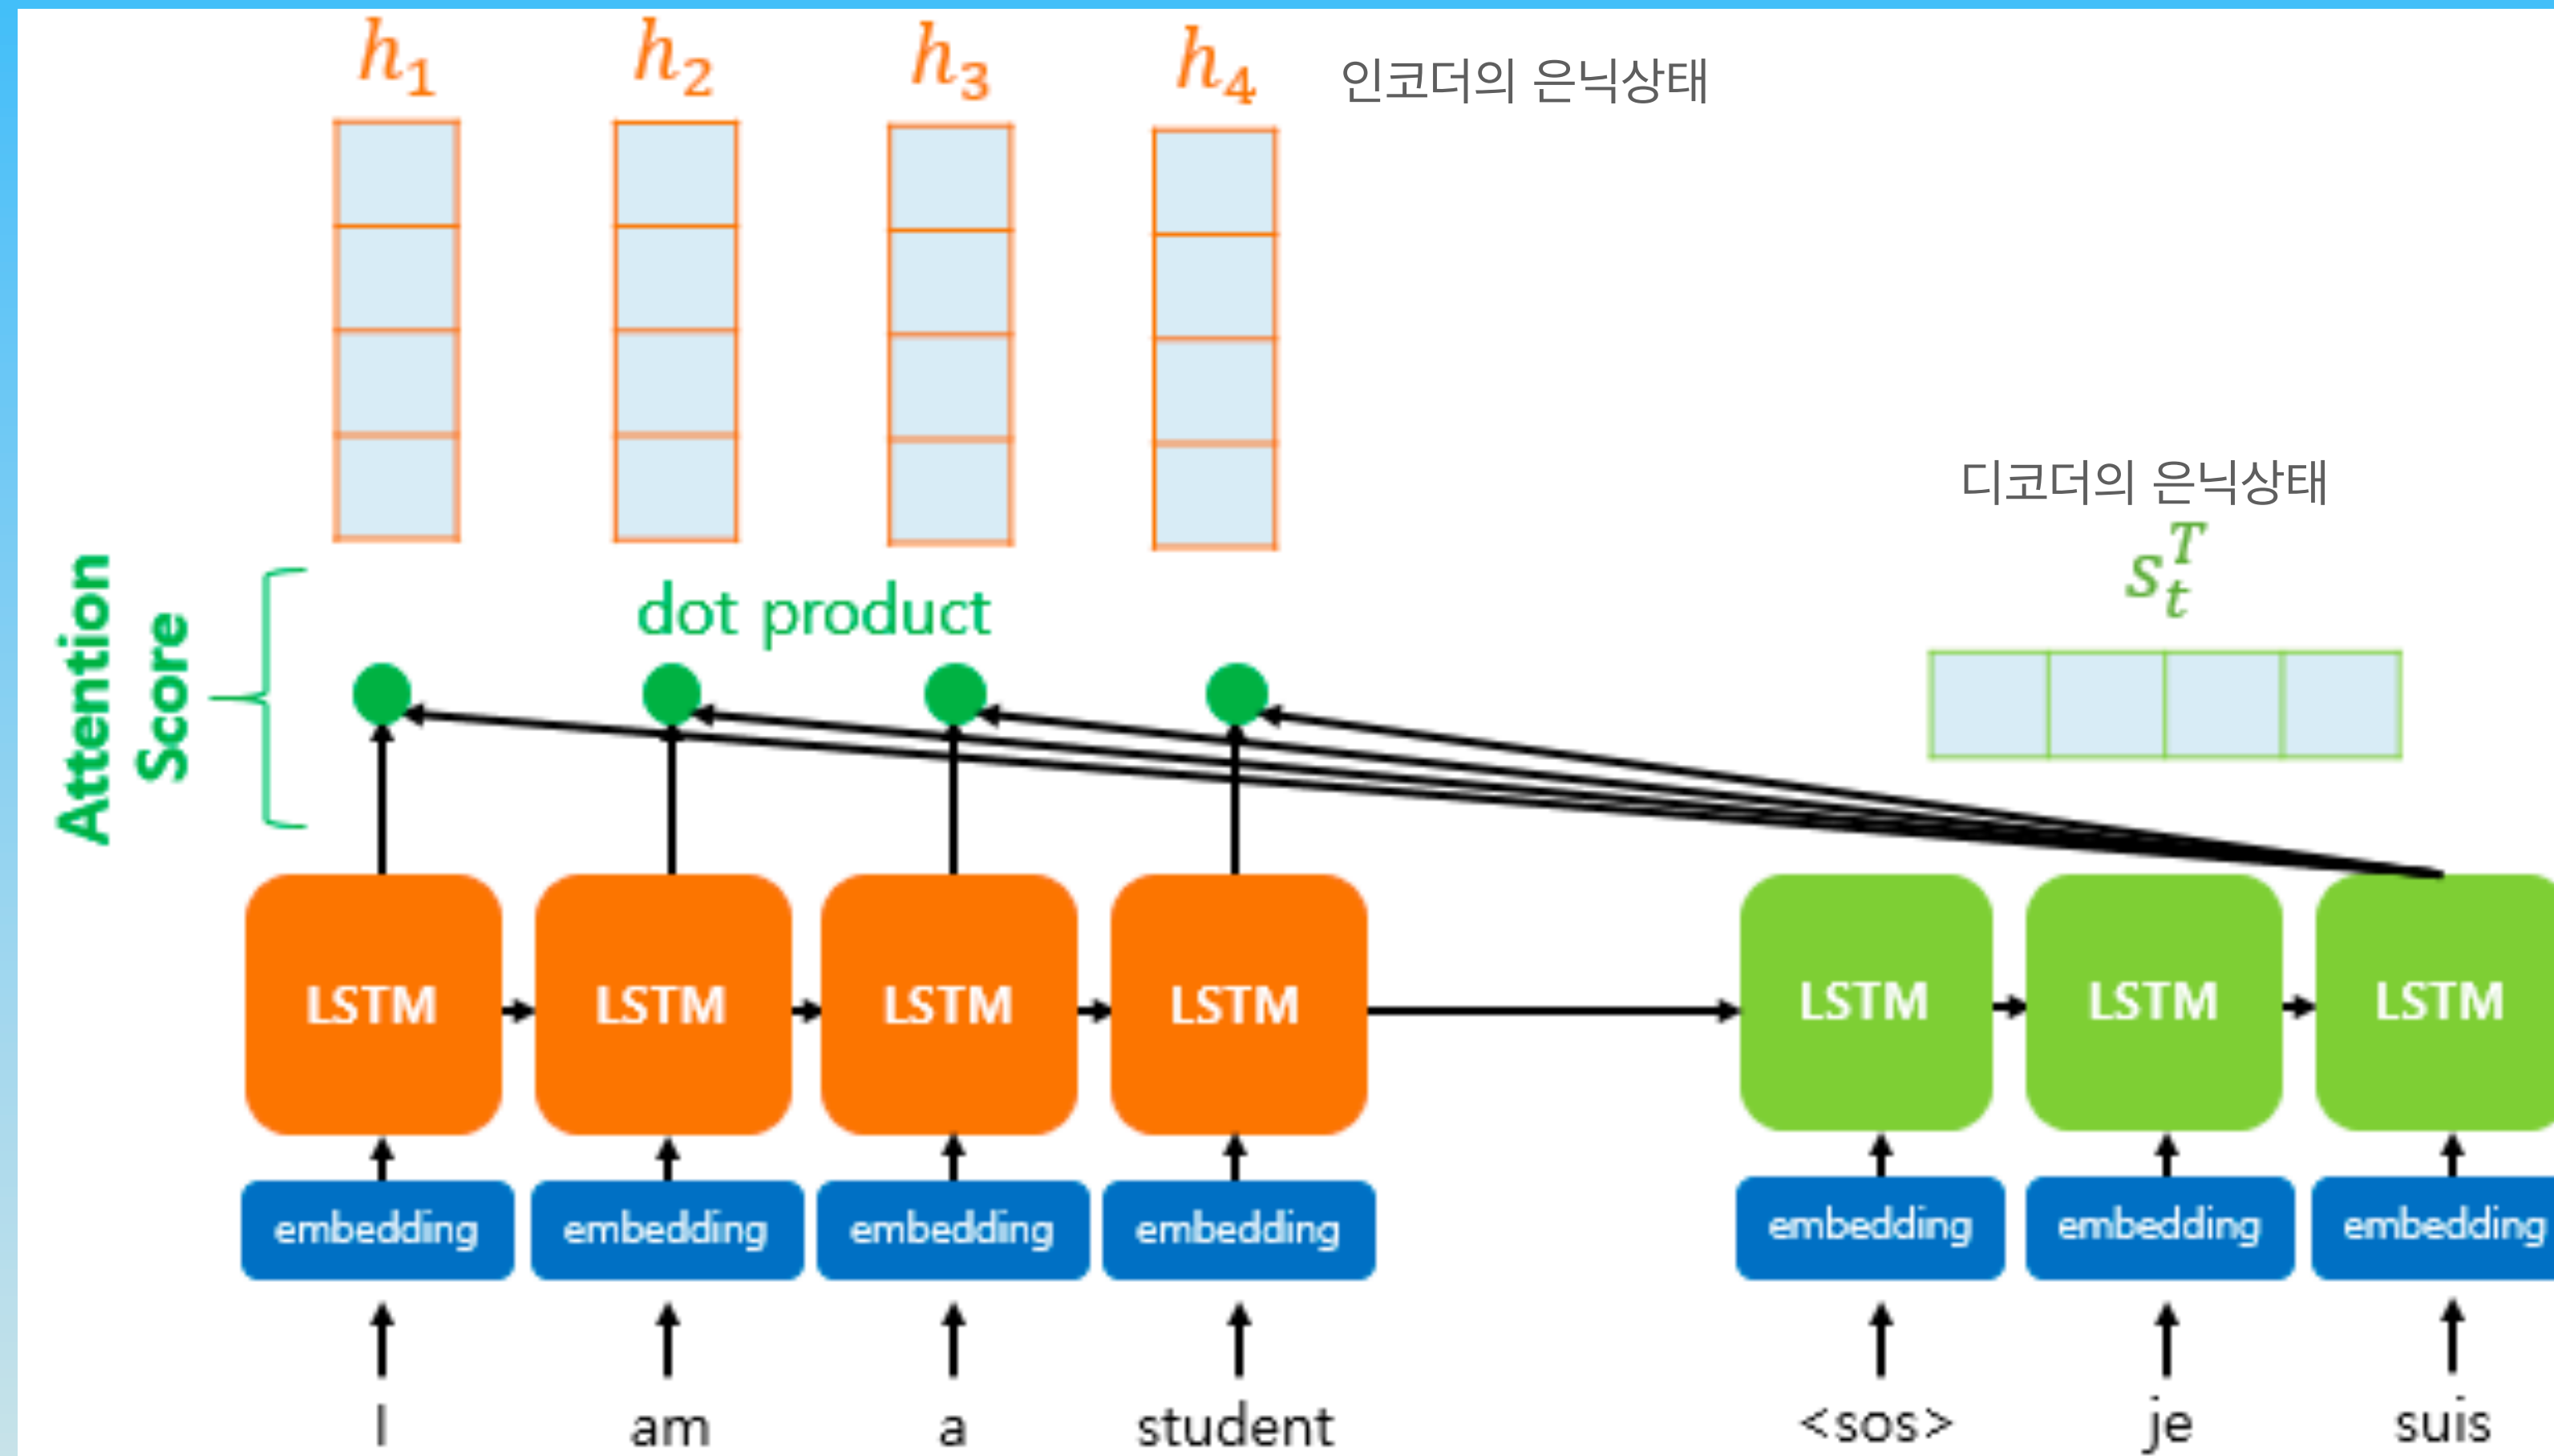 h1 h2 h3 h4 인코더의 은닉상태
디코더의 은닉상태
s_t^T
Attention
Score
dot product
LSTM LSTM LSTM LSTM LSTM LSTM LSTM
embedding embedding embedding embedding embedding embedding embedding
I am a student <sos> je suis